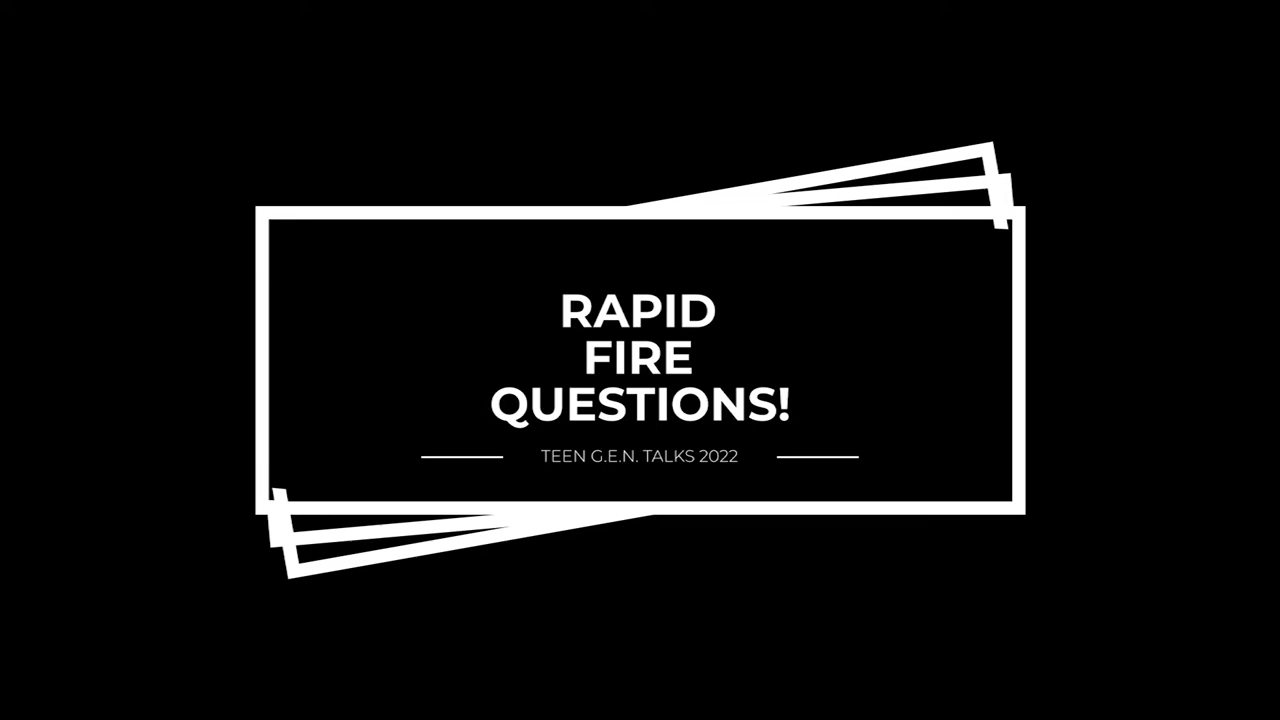 RAPID
FIRE
QUESTIONS!
TEEN G.E.N. TALKS 2022